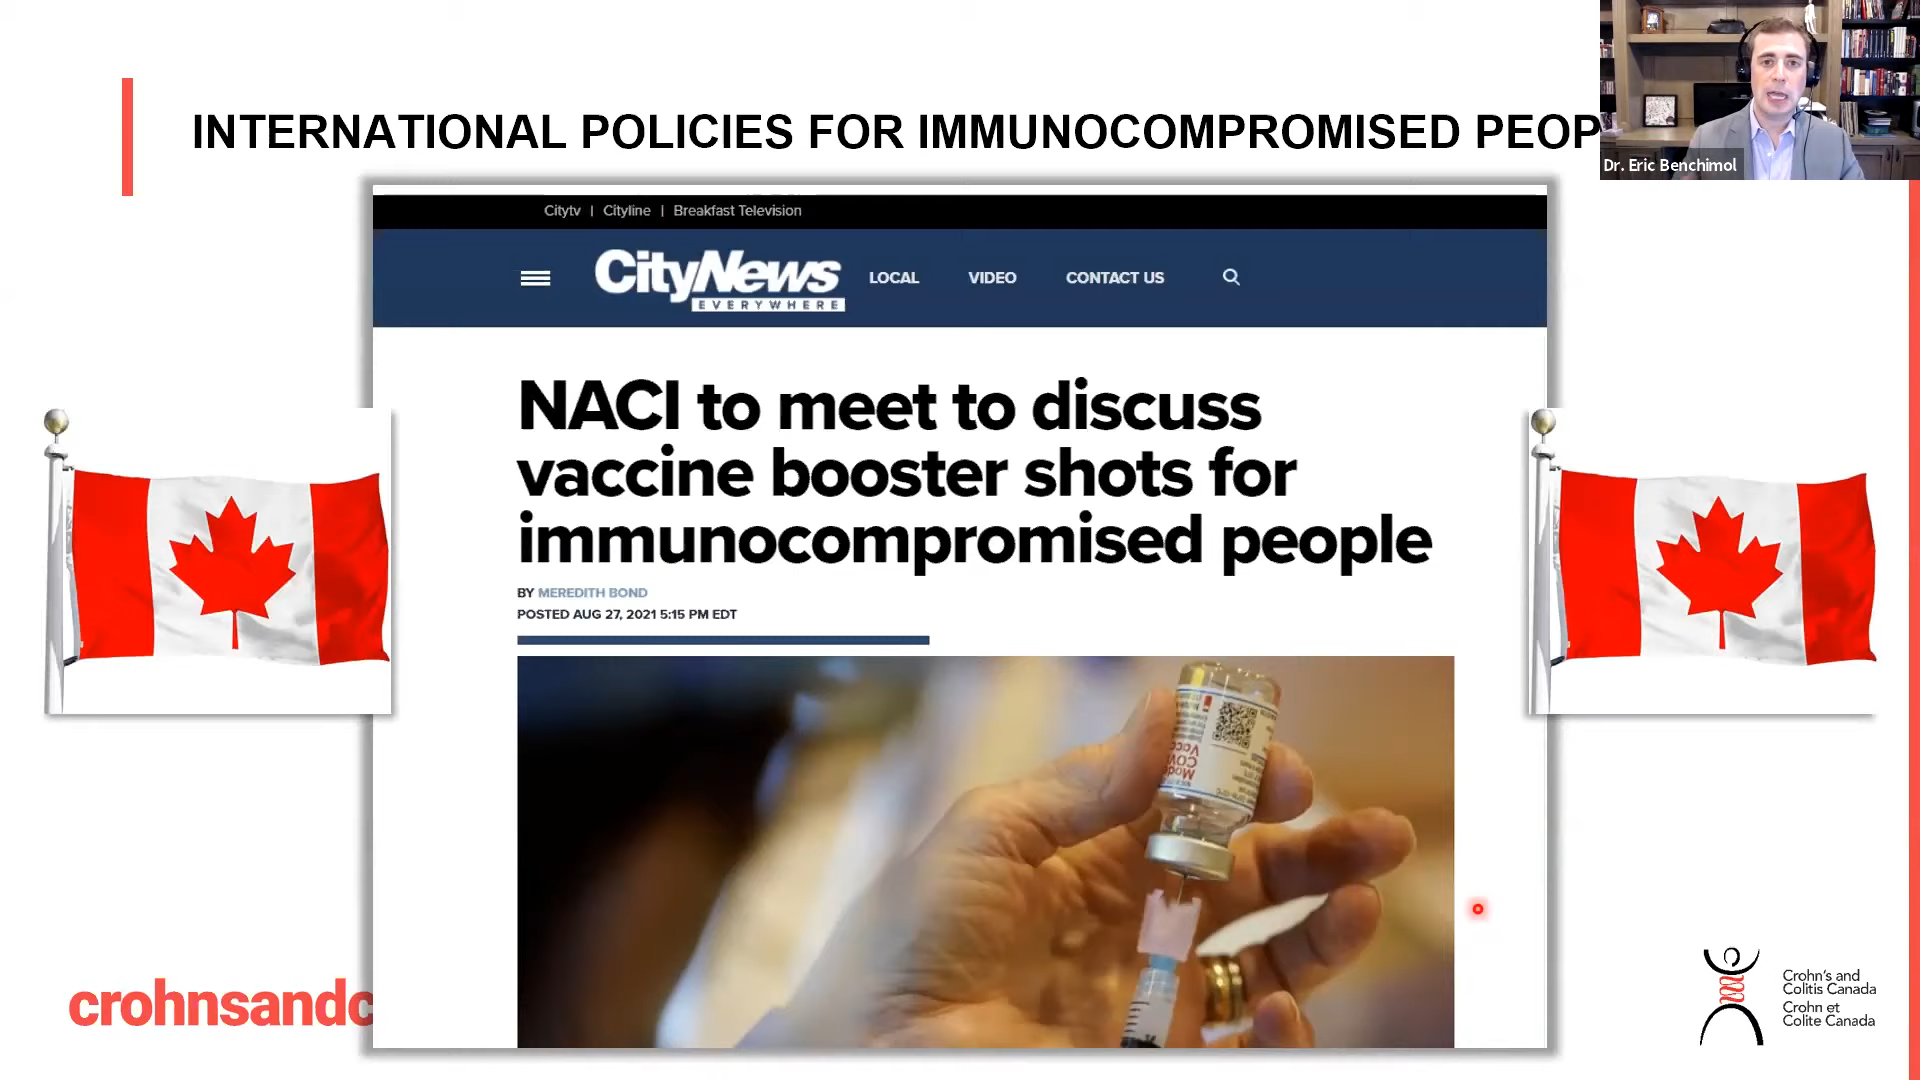 INTERNATIONAL POLICIES FOR IMMUNOCOMPROMISED PEOP
Dr. Eric Benchimol
Citytv | Cityline | Breakfast Television
CityNews
EVERYWHERE
LOCAL VIDEO CONTACT US
NACI to meet to discuss
vaccine booster shots for
immunocompromised people
BY MEREDITH BOND
POSTED AUG 27, 2021 5:15 PM EDT
crohnsandc
Crohn's and
Colitis Canada
Crohn et
Colite Canada